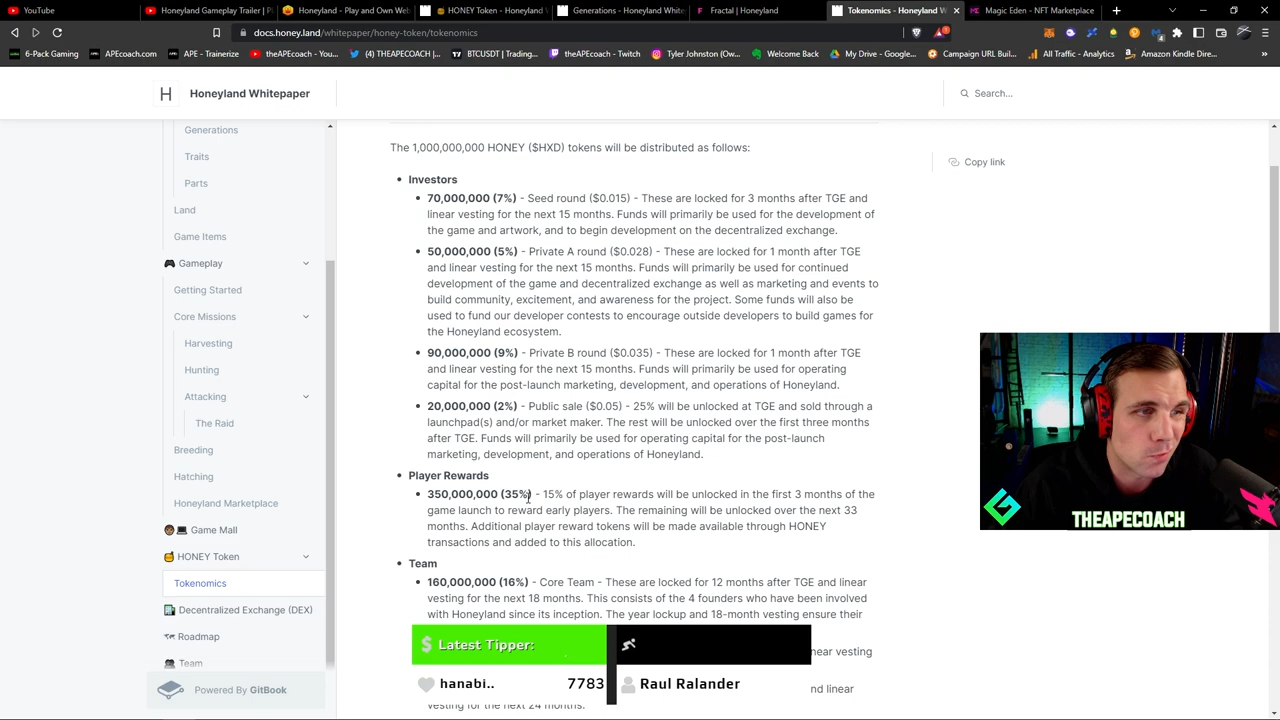 YouTube
Honeyland Gameplay Trailer | P
Honeyland - Play and Own Web
HONEY Token - Honeyland W
Generations - Honeyland White
Fractal | Honeyland
Tokenomics - Honeyland W
Magic Eden - NFT Marketplace
docs.honey.land/whitepaper/honey-token/tokenomics
6-Pack Gaming
APEcoach.com
APE - Trainerize
theAPEcoach - You...
(4) THEAPECOACH...
BTCUSDT | Trading...
theAPEcoach - Twitch
Tyler Johnston (Ow...
Welcome Back
My Drive - Google...
Campaign URL Buil...
All Traffic - Analytics
Amazon Kindle Dire...
H
Honeyland Whitepaper
Search...
Generations
Traits
Parts
Land
Game Items
Gameplay
Getting Started
Core Missions
Harvesting
Hunting
Attacking
The Raid
Breeding
Hatching
Honeyland Marketplace
Game Mall
HONEY Token
Tokenomics
Decentralized Exchange (DEX)
Roadmap
Team
Powered By GitBook
The 1,000,000,000 HONEY ($HXD) tokens will be distributed as follows:
Copy link
• Investors
• 70,000,000 (7%) - Seed round ($0.015) - These are locked for 3 months after TGE and
linear vesting for the next 15 months. Funds will primarily be used for the development of
the game and artwork, and to begin development on the decentralized exchange.
• 50,000,000 (5%) - Private A round ($0.028) - These are locked for 1 month after TGE
and linear vesting for the next 15 months. Funds will primarily be used for continued
development of the game and decentralized exchange as well as marketing and events to
build community, excitement, and awareness for the project. Some funds will also be
used to fund our developer contests to encourage outside developers to build games for
the Honeyland ecosystem.
• 90,000,000 (9%) - Private B round ($0.035) - These are locked for 1 month after TGE
and linear vesting for the next 15 months. Funds will primarily be used for operating
capital for the post-launch marketing, development, and operations of Honeyland.
• 20,000,000 (2%) - Public sale ($0.05) - 25% will be unlocked at TGE and sold through a
launchpad(s) and/or market maker. The rest will be unlocked over the first three months
after TGE. Funds will primarily be used for operating capital for the post-launch
marketing, development, and operations of Honeyland.
• Player Rewards
• 350,000,000 (35%) - 15% of player rewards will be unlocked in the first 3 months of the
game launch to reward early players. The remaining will be unlocked over the next 33
months. Additional player reward tokens will be made available through HONEY
transactions and added to this allocation.
• Team
• 160,000,000 (16%) - Core Team - These are locked for 12 months after TGE and linear
vesting for the next 18 months. This consists of the 4 founders who have been involved
with Honeyland since its inception. The year lockup and 18-month vesting ensure their
near vesting
nd linear
vesting for the next 24 months.
THEAPECOACH
$ Latest Tipper:
hanabi.. 7783
Raul Ralander